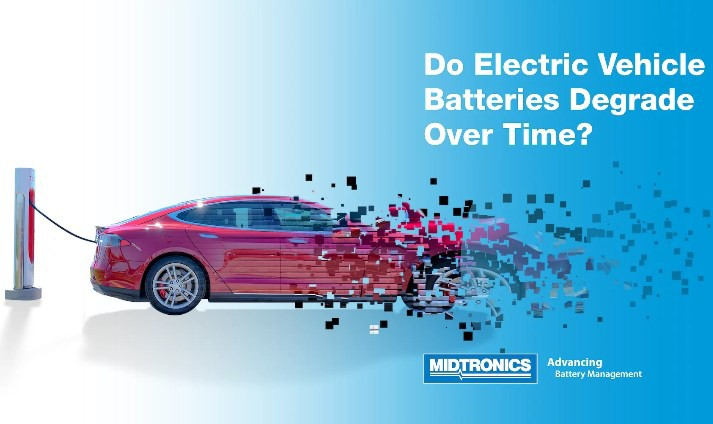 Do Electric Vehicle
Batteries Degrade
Over Time?
MIDTRONICS
Advancing
Battery Management